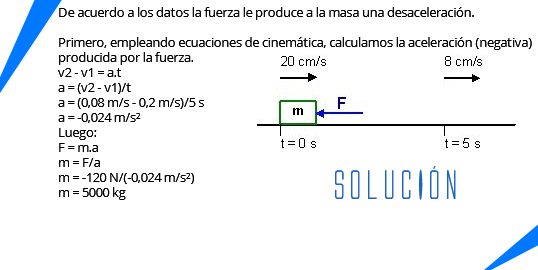 De acuerdo a los datos la fuerza le produce a la masa una desaceleración.
Primero, empleando ecuaciones de cinemática, calculamos la aceleración (negativa)
producida por la fuerza.
v2 - v1 = a.t
a = (v2 - v1)/t
a = (0,08 m/s - 0,2 m/s)/5 s
a = -0,024 m/s²
Luego:
F = m.a
m = F/a
m = -120 N/(-0,024 m/s²)
m = 5000 kg
20 cm/s
8 cm/s
m
F
t = 0 s
t = 5 s
SOLUCIÓN